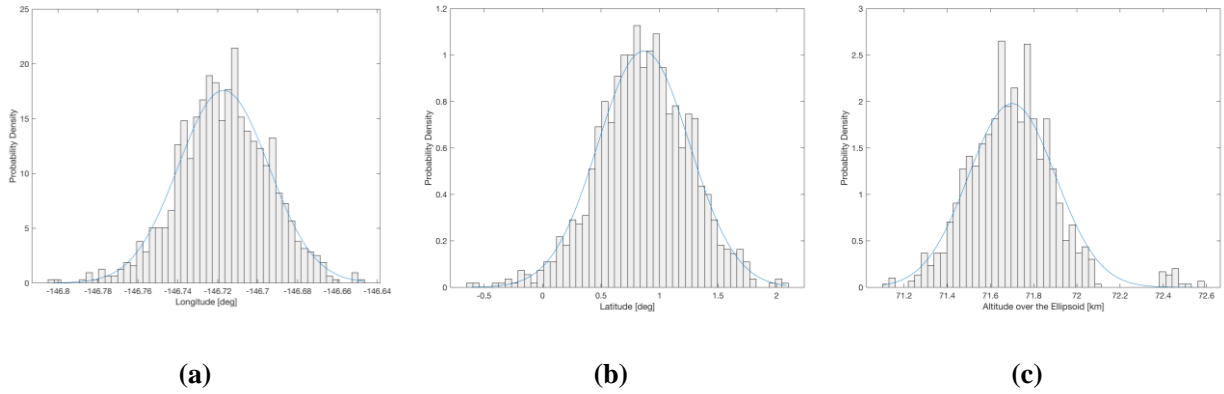 25
20
15
10
5
0
Probability Density
-146.8 -146.78 -146.76 -146.74 -146.72 -146.7 -146.68 -146.66 -146.64
Longitude [deg]
(a)
1.2
1
0.8
0.6
0.4
0.2
0
Probability Density
-0.5 0 0.5 1 1.5 2
Latitude [deg]
(b)
3
2.5
2
1.5
1
0.5
0
Probability Density
71.2 71.4 71.6 71.8 72 72.2 72.4 72.6
Altitude over the Ellipsoid [km]
(c)